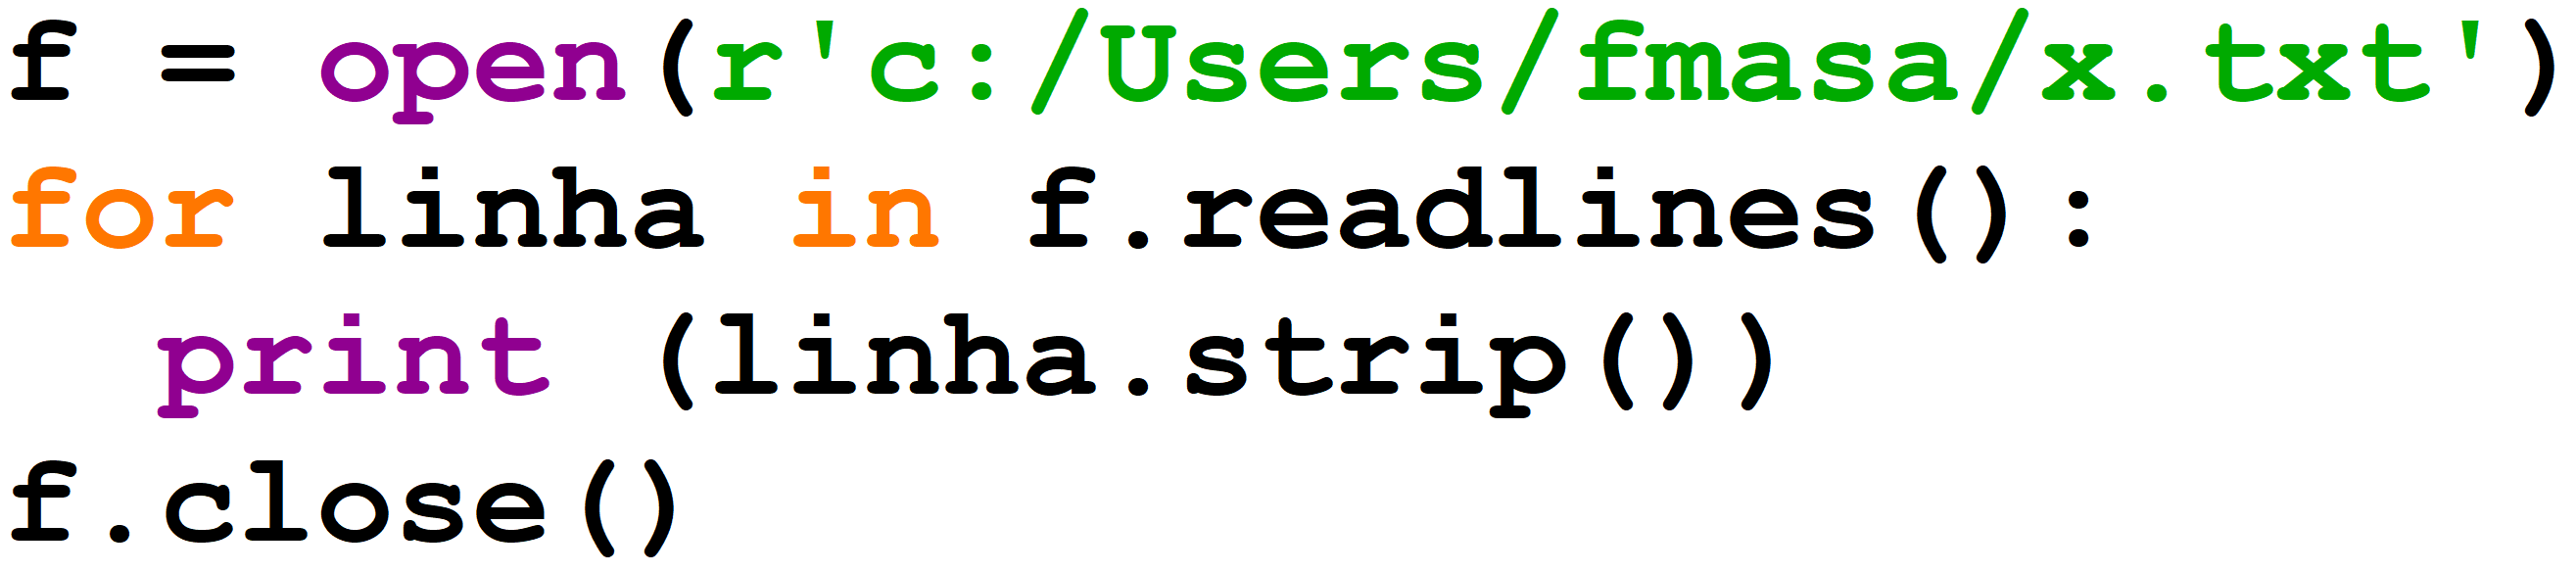 f = open(r'c:/Users/fmasa/x.txt')
for linha in f.readlines():
  print (linha.strip())
f.close()